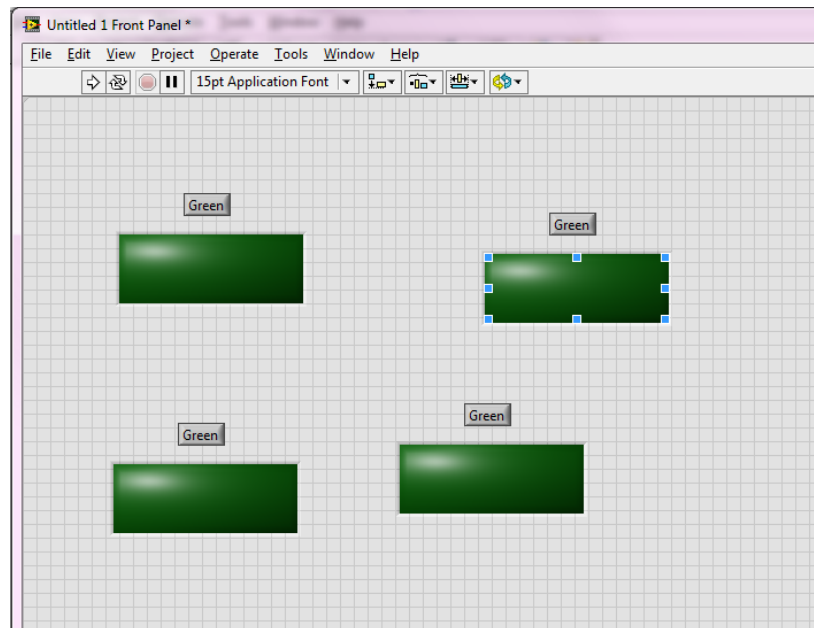 Untitled 1 Front Panel *
File Edit View Project Operate Tools Window Help
15pt Application Font
Green
Green
Green
Green